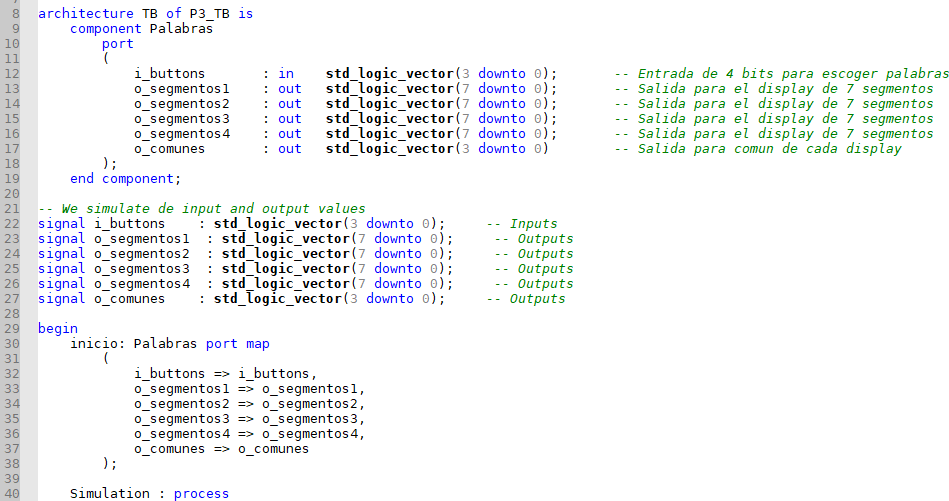 8 architecture TB of P3_TB is
9 component Palabras
10 port
11 (
12 i_buttons : in std_logic_vector(3 downto 0); -- Entrada de 4 bits para escoger palabras
13 o_segmentos1 : out std_logic_vector(7 downto 0); -- Salida para el display de 7 segmentos
14 o_segmentos2 : out std_logic_vector(7 downto 0); -- Salida para el display de 7 segmentos
15 o_segmentos3 : out std_logic_vector(7 downto 0); -- Salida para el display de 7 segmentos
16 o_segmentos4 : out std_logic_vector(7 downto 0); -- Salida para el display de 7 segmentos
17 o_comunes : out std_logic_vector(3 downto 0) -- Salida para comun de cada display
18 );
19 end component;
20
21 -- We simulate de input and output values
22 signal i_buttons : std_logic_vector(3 downto 0); -- Inputs
23 signal o_segmentos1 : std_logic_vector(7 downto 0); -- Outputs
24 signal o_segmentos2 : std_logic_vector(7 downto 0); -- Outputs
25 signal o_segmentos3 : std_logic_vector(7 downto 0); -- Outputs
26 signal o_segmentos4 : std_logic_vector(7 downto 0); -- Outputs
27 signal o_comunes : std_logic_vector(3 downto 0); -- Outputs
28
29 begin
30 inicio: Palabras port map
31 (
32 i_buttons => i_buttons,
33 o_segmentos1 => o_segmentos1,
34 o_segmentos2 => o_segmentos2,
35 o_segmentos3 => o_segmentos3,
36 o_segmentos4 => o_segmentos4,
37 o_comunes => o_comunes
38 );
39
40 Simulation : process